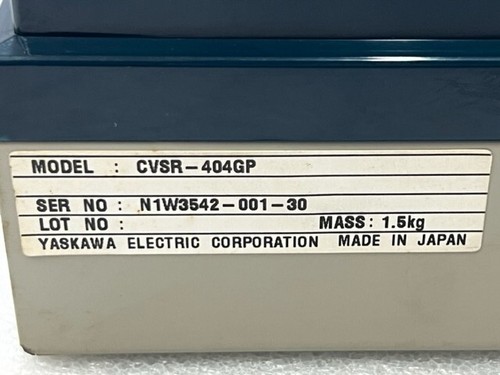 MODEL : CVSR-404GP
SER NO : N1W3542-001-30
LOT NO : MASS: 1.5kg
YASKAWA ELECTRIC CORPORATION MADE IN JAPAN